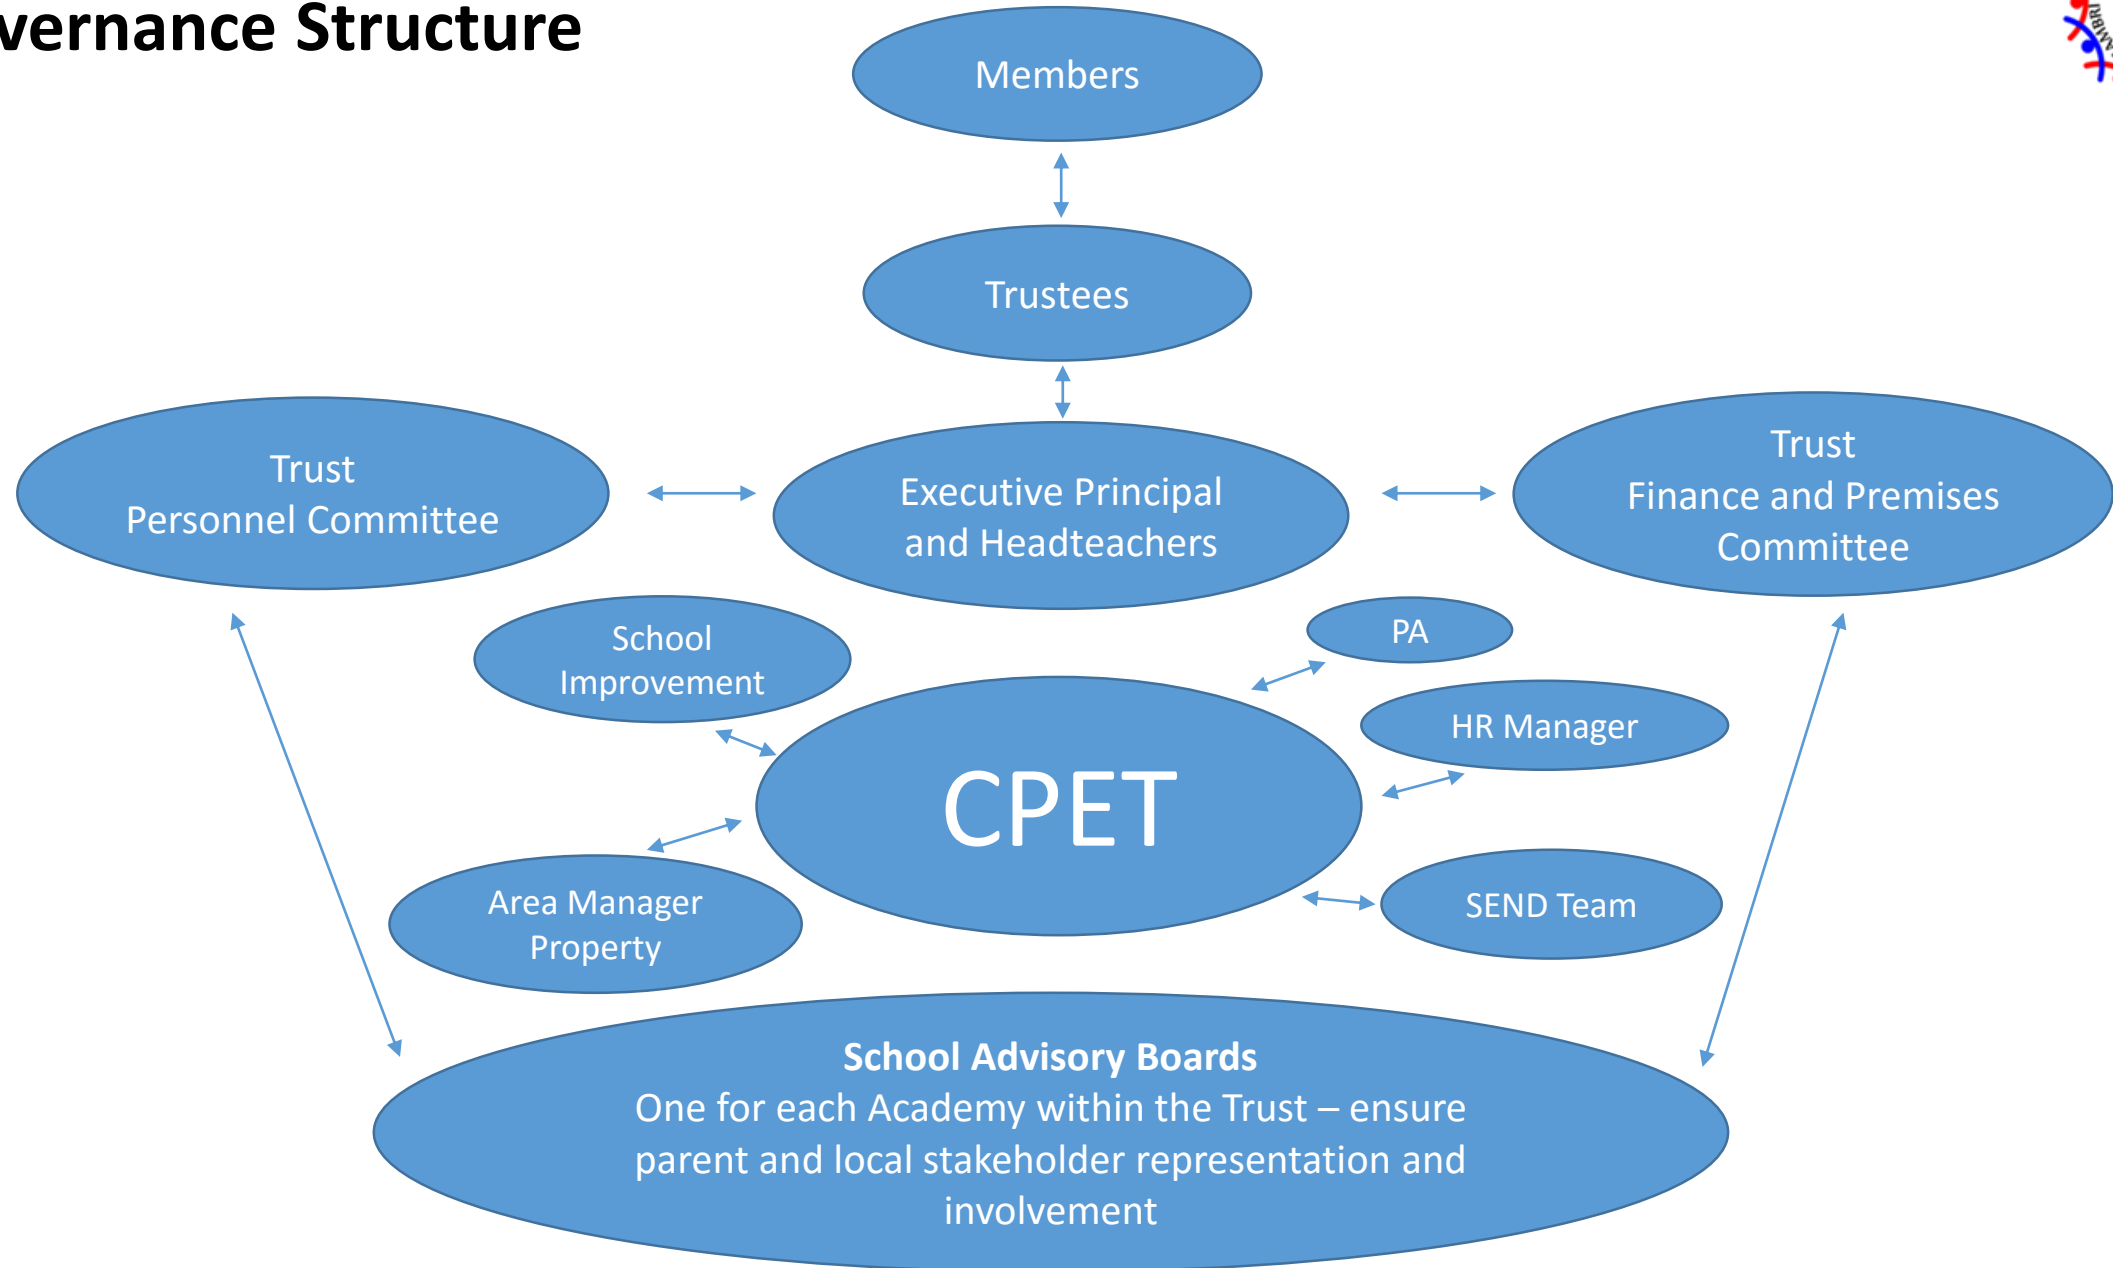 vernance Structure
Members
Trustees
Trust
Personnel Committee
Executive Principal
and Headteachers
Trust
Finance and Premises
Committee
School
Improvement
PA
HR Manager
CPET
Area Manager
Property
SEND Team
School Advisory Boards
One for each Academy within the Trust – ensure
parent and local stakeholder representation and
involvement